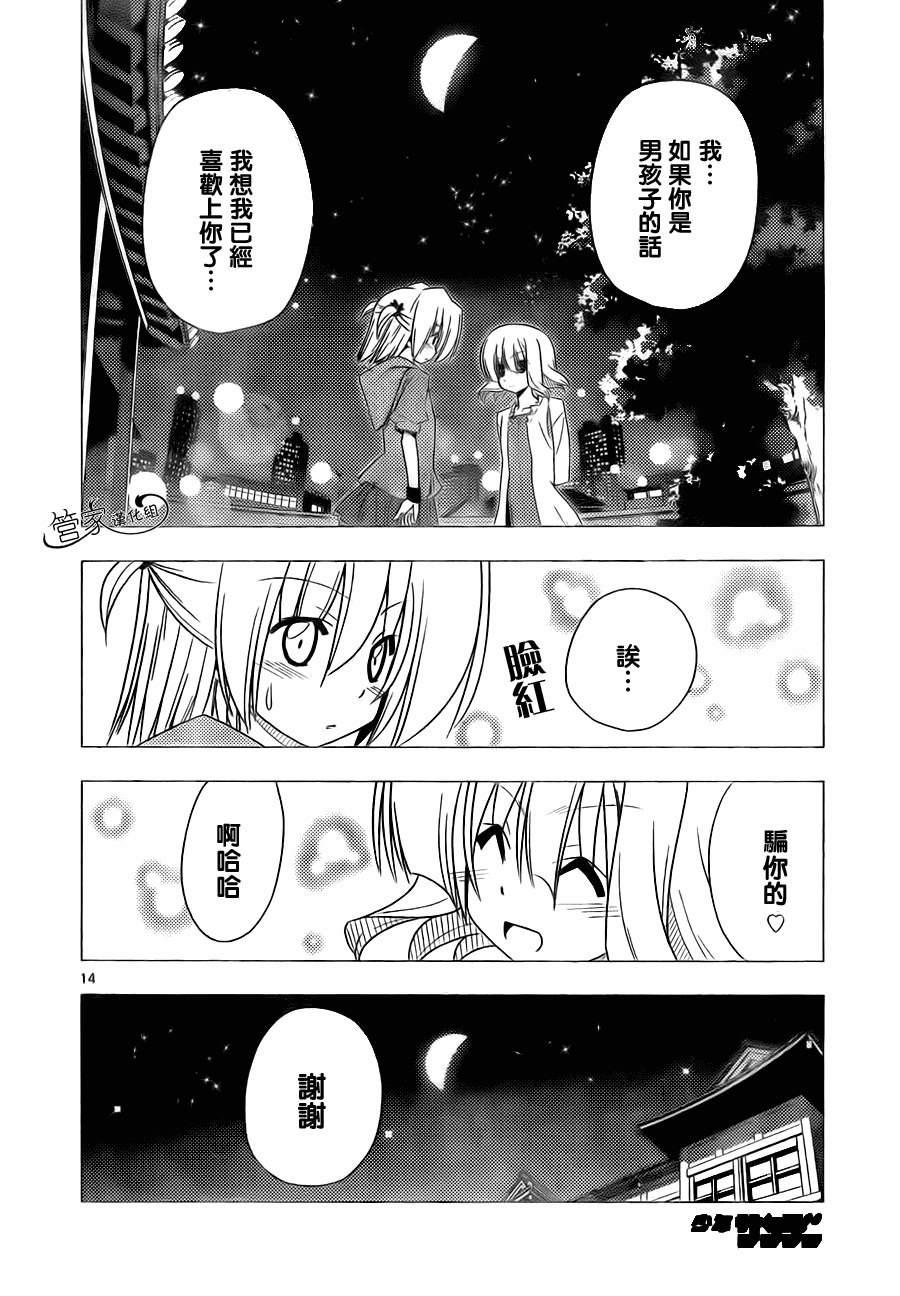 我…
如果你是
男孩子的話
我想我已經
喜歡上你了…
管家漢化組
誒…
臉紅
騙你的♡
啊哈哈
14
謝謝